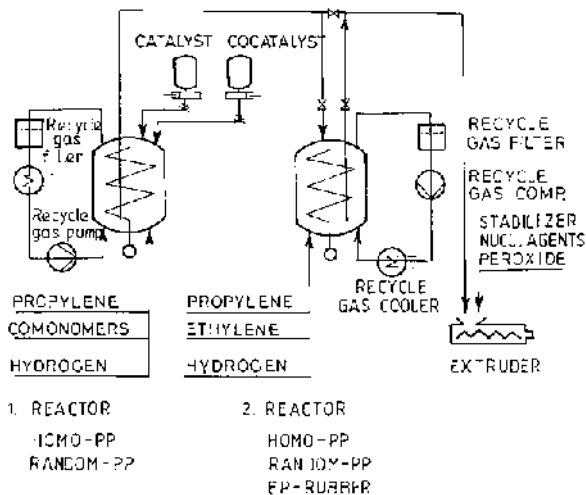 CATALYST COCATALYST
Recycle
gas
filter
Recycle
gas pump
RECYCLE
GAS FILTER
RECYCLE
GAS COMP.
STABILIZER
NUCL. AGENTS
PEROXIDE
RECYCLE
GAS COOLER
PROPYLENE
COMONOMERS
HYDROGEN
PROPYLENE
ETHYLENE
HYDROGEN
EXTRUDER
1. REACTOR
HOMO-PP
RANDOM-PP
2. REACTOR
HOMO-PP
RANDOM-PP
EP-RUBBER